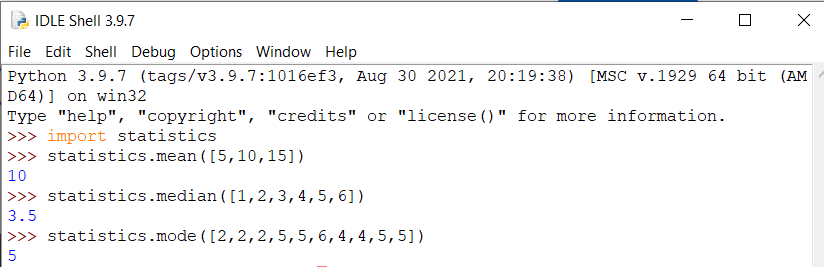 IDLE Shell 3.9.7
File Edit Shell Debug Options Window Help
Python 3.9.7 (tags/v3.9.7:1016ef3, Aug 30 2021, 20:19:38) [MSC v.1929 64 bit (AM
D64)] on win32
Type "help", "copyright", "credits" or "license()" for more information.
>>> import statistics
>>> statistics.mean([5,10,15])
10
>>> statistics.median([1,2,3,4,5,6])
3.5
>>> statistics.mode([2,2,2,5,5,6,4,4,5,5])
5